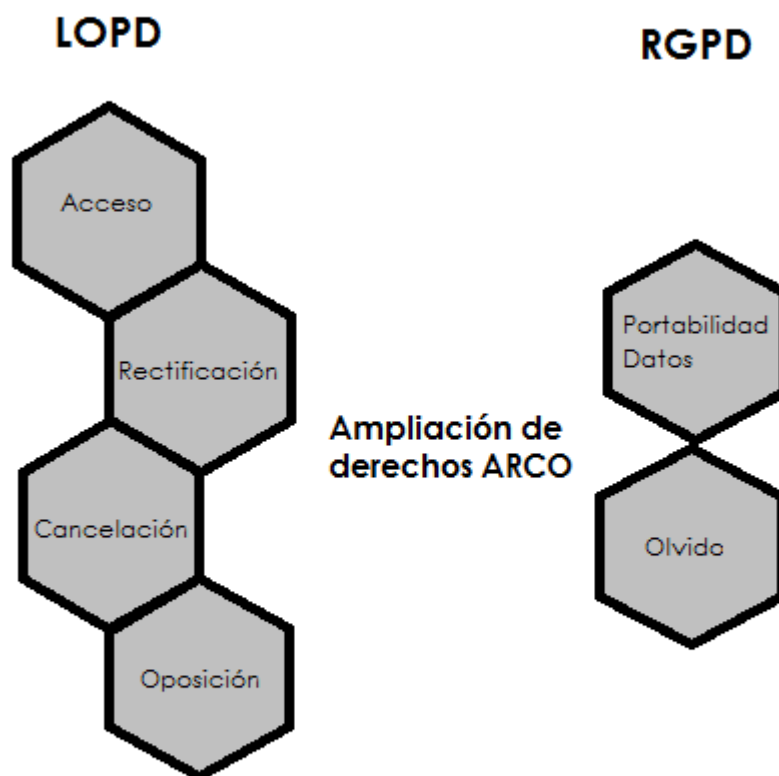 LOPD
RGPD
Acceso
Rectificación
Cancelación
Oposición
Ampliación de
derechos ARCO
Portabilidad
Datos
Olvido